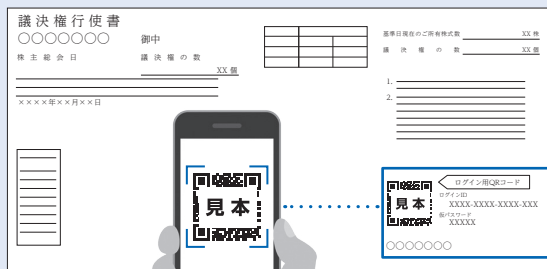 議決権行使書
○○○○○○○
御中
株主総会日
議決権の数
XX 個
××××年××月××日
基準日現在のご所有株式数
XX 株
議決権の数
XX 個
1.
2.
見本
ログイン用QRコード
見本
ログインID
XXXX-XXXX-XXXX-XXX
仮パスワード
XXXXX
○○○○○○○